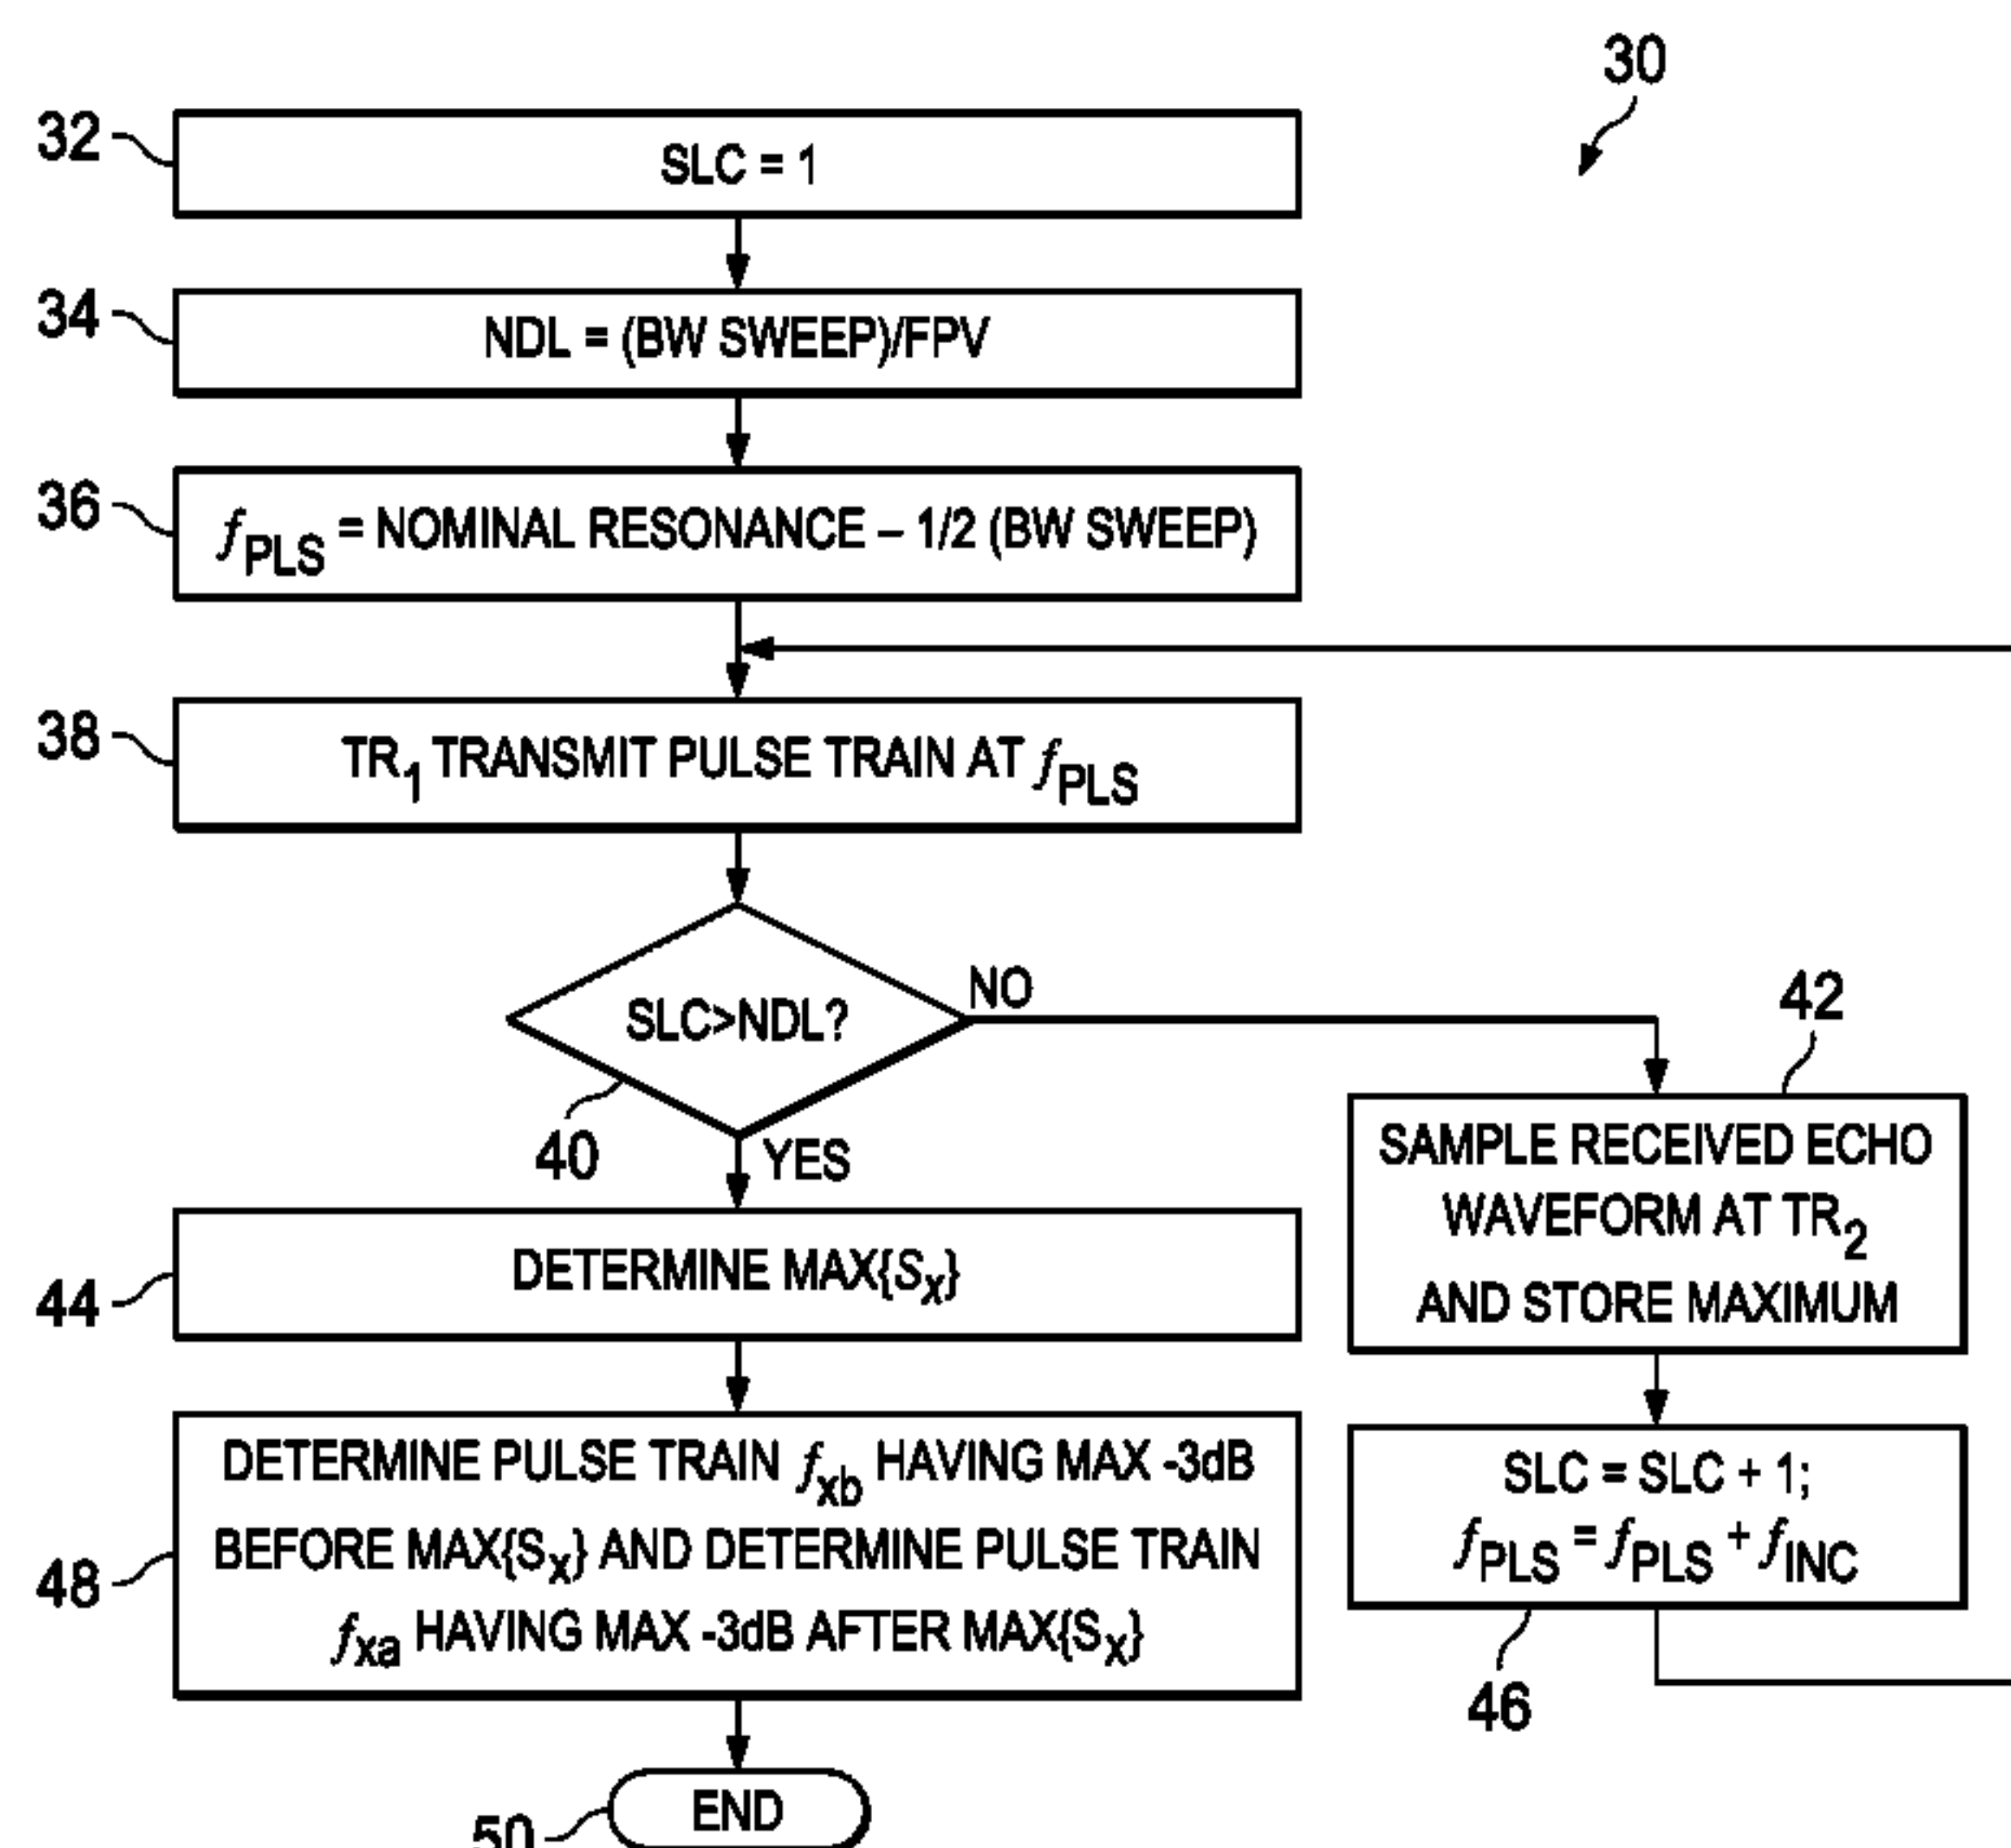 30
32
SLC = 1
34
NDL = (BW SWEEP)/FPV
36
fPLS = NOMINAL RESONANCE – 1/2 (BW SWEEP)
38
TR1 TRANSMIT PULSE TRAIN AT fPLS
SLC>NDL?
NO
40
YES
42
SAMPLE RECEIVED ECHO
WAVEFORM AT TR2
AND STORE MAXIMUM
44
DETERMINE MAX{Sx}
SLC = SLC + 1;
fPLS = fPLS + fINC
46
48
DETERMINE PULSE TRAIN fxb HAVING MAX -3dB
BEFORE MAX{Sx} AND DETERMINE PULSE TRAIN
fxa HAVING MAX -3dB AFTER MAX{Sx}
50
END